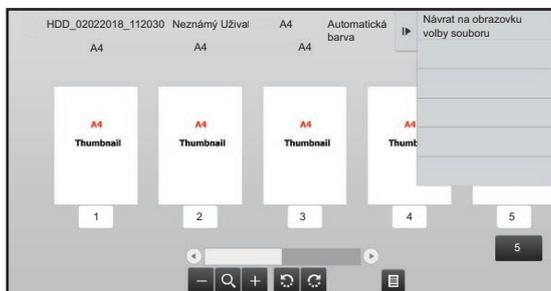 HDD_02022018_112030 Neznámý Uživat A4 Automatická barva
Návrat na obrazovku
volby souboru
A4 A4 A4
A4 A4 A4 A4
Thumbnail Thumbnail Thumbnail Thumb
1 2 3 4 5
5